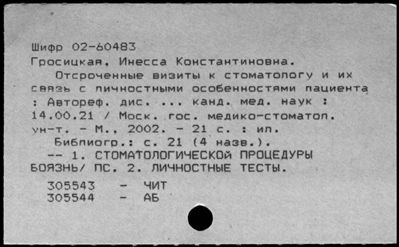 Шифр 02-60483
Гросицкая, Инесса Константиновна.
Отсроченные визиты к стоматологу и их
связь с личностными особенностями пациента
: Автореф. дис. ... канд. мед. наук :
14.00.21 / Моск. гос. медико-стоматол.
ун-т. - М., 2002. - 21 с. : ил.
Библиогр.: с. 21 (4 назв.).
-- 1. СТОМАТОЛОГИЧЕСКОЙ ПРОЦЕДУРЫ
БОЯЗНЬ/ ПС. 2. ЛИЧНОСТНЫЕ ТЕСТЫ.
305543 - ЧИТ
305544 - АБ